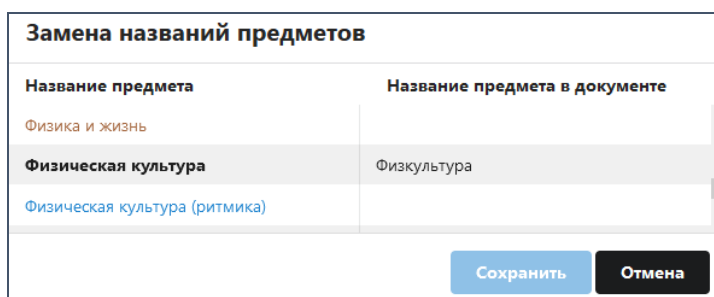 Замена названий предметов
Название предмета Название предмета в документе
Физика и жизнь
Физическая культура Физкультура
Физическая культура (ритмика)
Сохранить Отмена